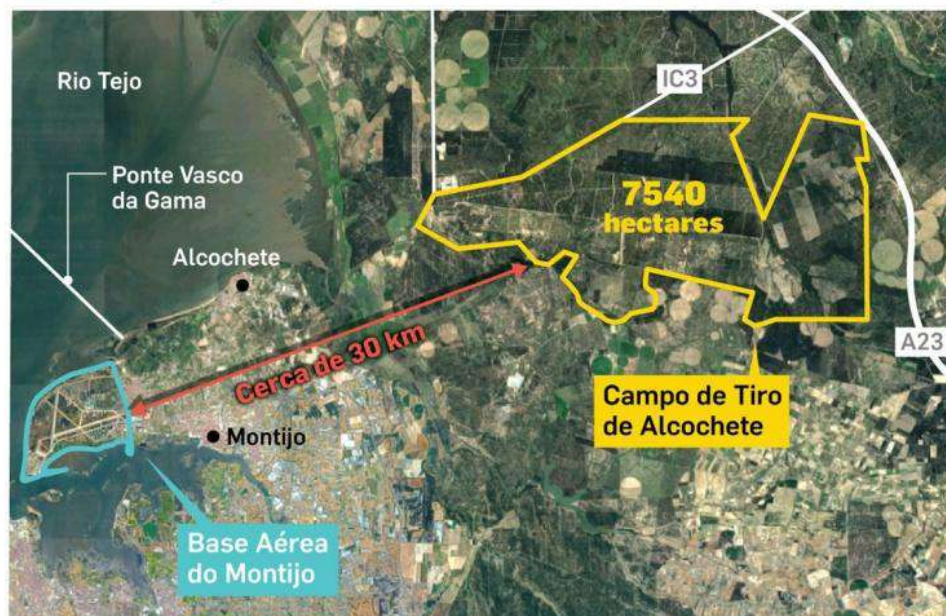 Rio Tejo
IC3
Ponte Vasco
da Gama
7540
hectares
Alcochete
A23
Cerca de 30 km
Campo de Tiro
de Alcochete
Montijo
Base Aérea
do Montijo